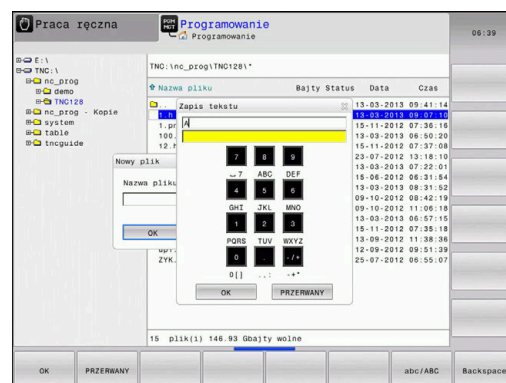 Praca ręczna
PGM MGT
Programowanie
Programowanie
06:39
E:\
TNC:\
nc_prog
demo
TNC128
nc_prog - Kopie
system
table
tncguide
TNC:\nc_prog\TNC128\*
Nazwa pliku Bajty Status Data Czas
..
13-03-2013 09:41:14
1.h 13-03-2013 09:07:10
15-11-2012 07:36:16
100. 13-03-2013 06:50:20
12.h 15-11-2012 07:37:08
23-07-2012 13:18:10
13-03-2013 07:22:01
15-06-2012 06:31:54
13-03-2013 08:31:52
09-10-2012 08:42:19
09-10-2012 11:06:18
13-03-2013 06:57:15
15-11-2012 07:35:18
13-09-2012 11:38:36
12-09-2012 09:51:39
ZYK. 25-07-2012 06:55:07
Nowy plik
Nazwa pliku
OK
Zapis tekstu
A
7 8 9
7 ABC DEF
4 5 6
GHI JKL MNO
1 2 3
PQRS TUV WXYZ
0 . -/+
0[] ..: -+*
OK PRZERWANY
15 plik(i) 146.93 Gbajty wolne
OK PRZERWANY abc/ABC Backspace